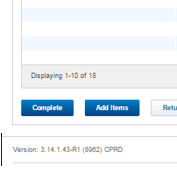 Displaying 1-10 of 18
Complete Add Items Retu
Version: 3.14.1.43-R1 (8962) CPRD